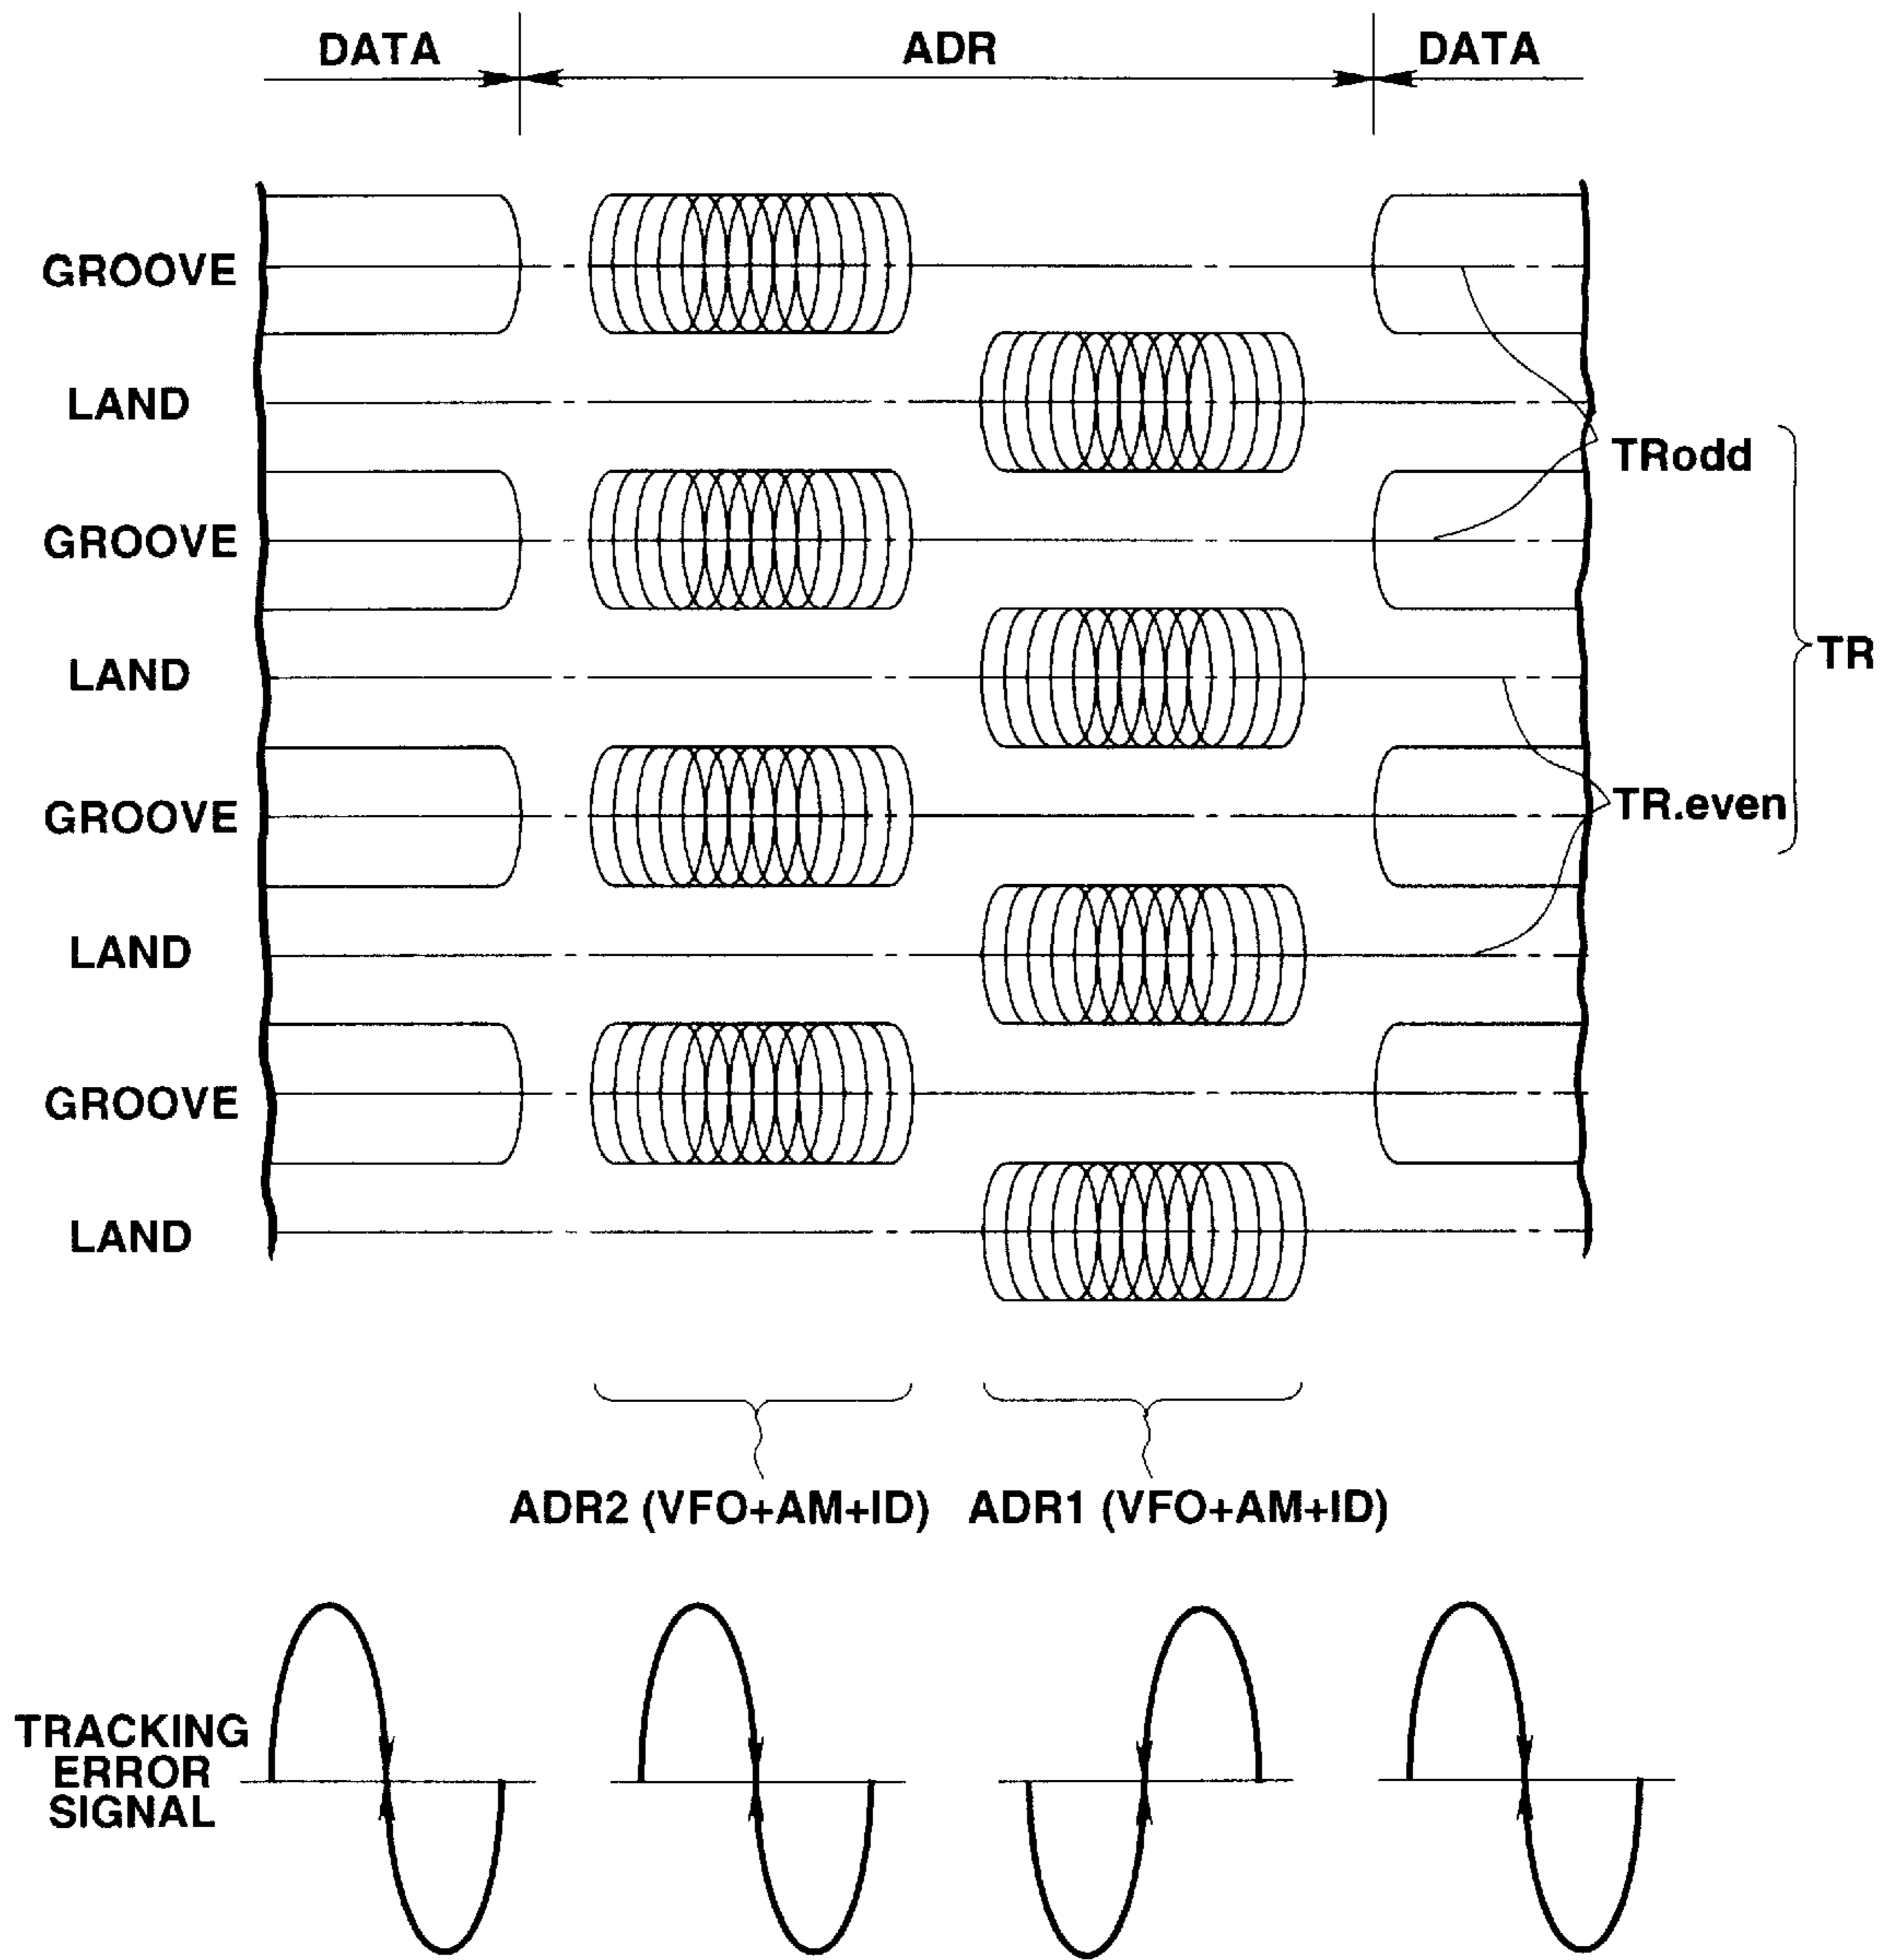 DATA ADR DATA
GROOVE
LAND
TRodd
GROOVE
LAND
TR
GROOVE
TR.even
LAND
GROOVE
LAND
ADR2 (VFO+AM+ID) ADR1 (VFO+AM+ID)
TRACKING
ERROR
SIGNAL